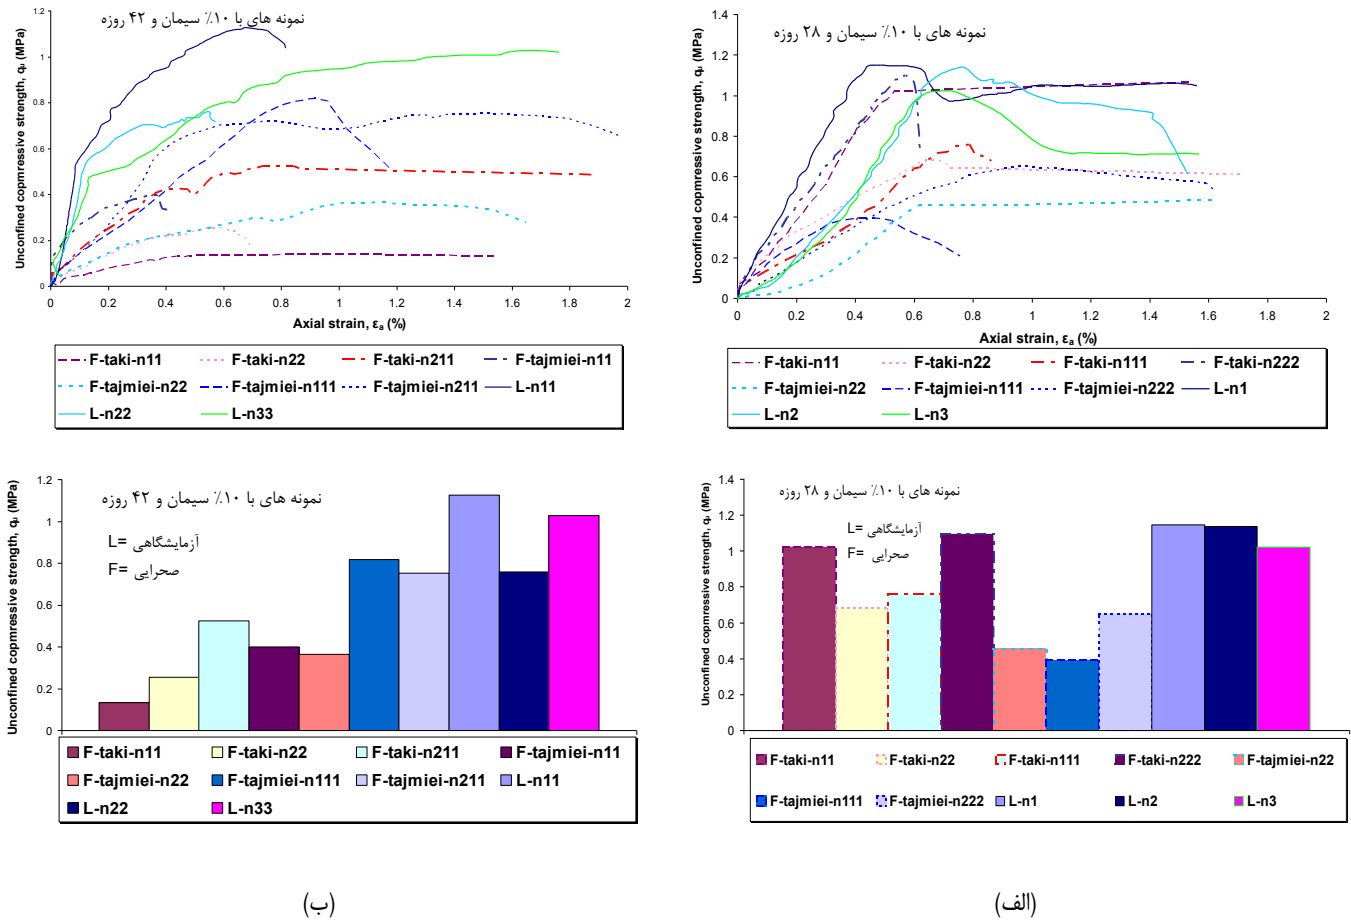 نمونه های با ۱۰٪ سیمان و ۴۲ روزه
Unconfined copmressive strength, qᵤ (MPa)
1.2
1
0.8
0.6
0.4
0.2
0
0 0.2 0.4 0.6 0.8 1 1.2 1.4 1.6 1.8 2
Axial strain, εₐ (%)
F-taki-n11 F-taki-n22 F-taki-n211 F-tajmiei-n11
F-tajmiei-n22 F-tajmiei-n111 F-tajmiei-n211 L-n11
L-n22 L-n33
نمونه های با ۱۰٪ سیمان و ۲۸ روزه
Unconfined copmressive strength, qᵤ (MPa)
1.4
1.2
1
0.8
0.6
0.4
0.2
0
0 0.2 0.4 0.6 0.8 1 1.2 1.4 1.6 1.8 2
Axial strain, εₐ (%)
F-taki-n11 F-taki-n22 F-taki-n111 F-taki-n222
F-tajmiei-n22 F-tajmiei-n111 F-tajmiei-n222 L-n1
L-n2 L-n3
نمونه های با ۱۰٪ سیمان و ۴۲ روزه
L= آزمایشگاهی
F= صحرایی
Unconfined copmressive strength, qᵤ (MPa)
1.2
1
0.8
0.6
0.4
0.2
0
F-taki-n11 F-taki-n22 F-taki-n211 F-tajmiei-n11
F-tajmiei-n22 F-tajmiei-n111 F-tajmiei-n211 L-n11
L-n22 L-n33
نمونه های با ۱۰٪ سیمان و ۲۸ روزه
L= آزمایشگاهی
F= صحرایی
Unconfined copmressive strength, qᵤ (MPa)
1.4
1.2
1
0.8
0.6
0.4
0.2
0
F-taki-n11 F-taki-n22 F-taki-n111 F-taki-n222 F-tajmiei-n22
F-tajmiei-n111 F-tajmiei-n222 L-n1 L-n2 L-n3
(ب)
(الف)